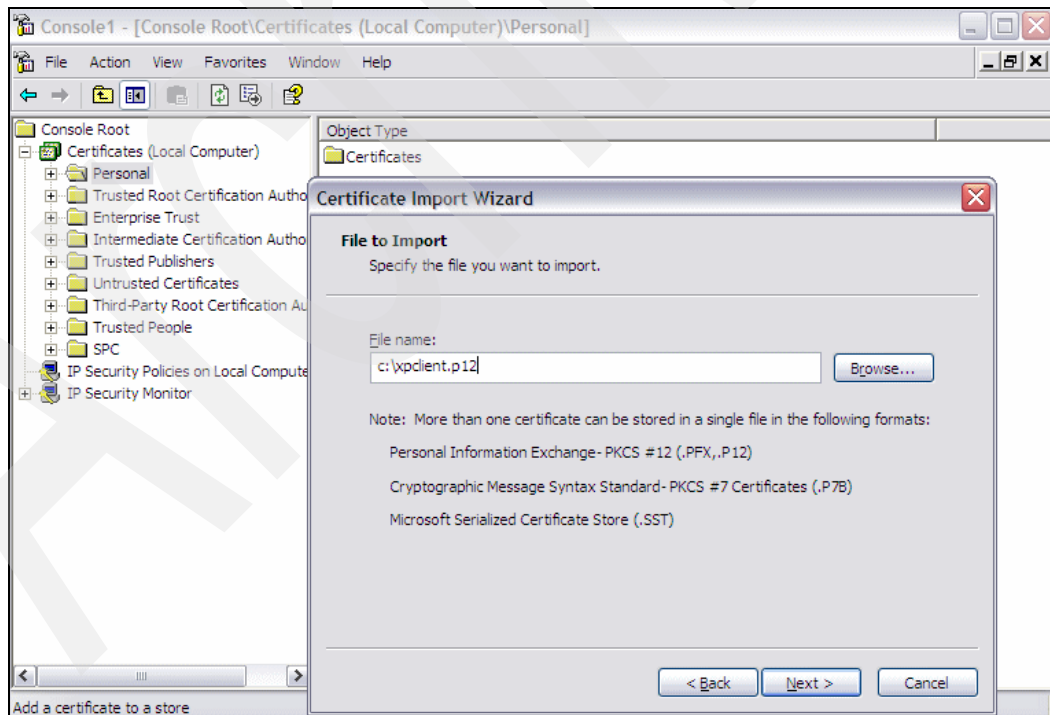 Console1 - [Console Root\Certificates (Local Computer)\Personal]
File Action View Favorites Window Help
Console Root
Certificates (Local Computer)
Personal
Trusted Root Certification Autho
Enterprise Trust
Intermediate Certification Autho
Trusted Publishers
Untrusted Certificates
Third-Party Root Certification Au
Trusted People
SPC
IP Security Policies on Local Compute
IP Security Monitor
Object Type
Certificates
Certificate Import Wizard
File to Import
Specify the file you want to import.
File name:
c:\xpclient.p12
Browse...
Note: More than one certificate can be stored in a single file in the following formats:
Personal Information Exchange- PKCS #12 (.PFX,.P12)
Cryptographic Message Syntax Standard- PKCS #7 Certificates (.P7B)
Microsoft Serialized Certificate Store (.SST)
< Back Next > Cancel
Add a certificate to a store